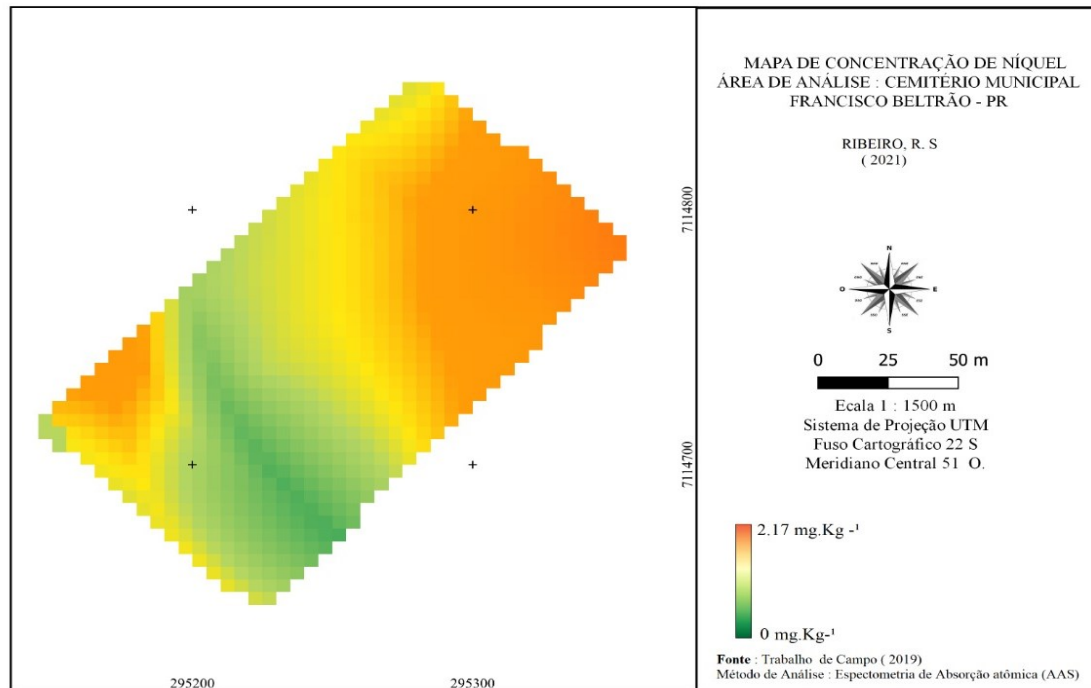 MAPA DE CONCENTRAÇÃO DE NÍQUEL
ÁREA DE ANÁLISE : CEMITÉRIO MUNICIPAL
FRANCISCO BELTRÃO - PR
RIBEIRO, R. S
( 2021)
7114800
N
O
E
S
0 25 50 m
Ecala 1 : 1500 m
Sistema de Projeção UTM
Fuso Cartográfico 22 S
Meridiano Central 51 O.
7114700
2.17 mg.Kg -¹
0 mg.Kg-¹
Fonte : Trabalho de Campo ( 2019)
Método de Análise : Espectometria de Absorção atômica (AAS)
295200 295300